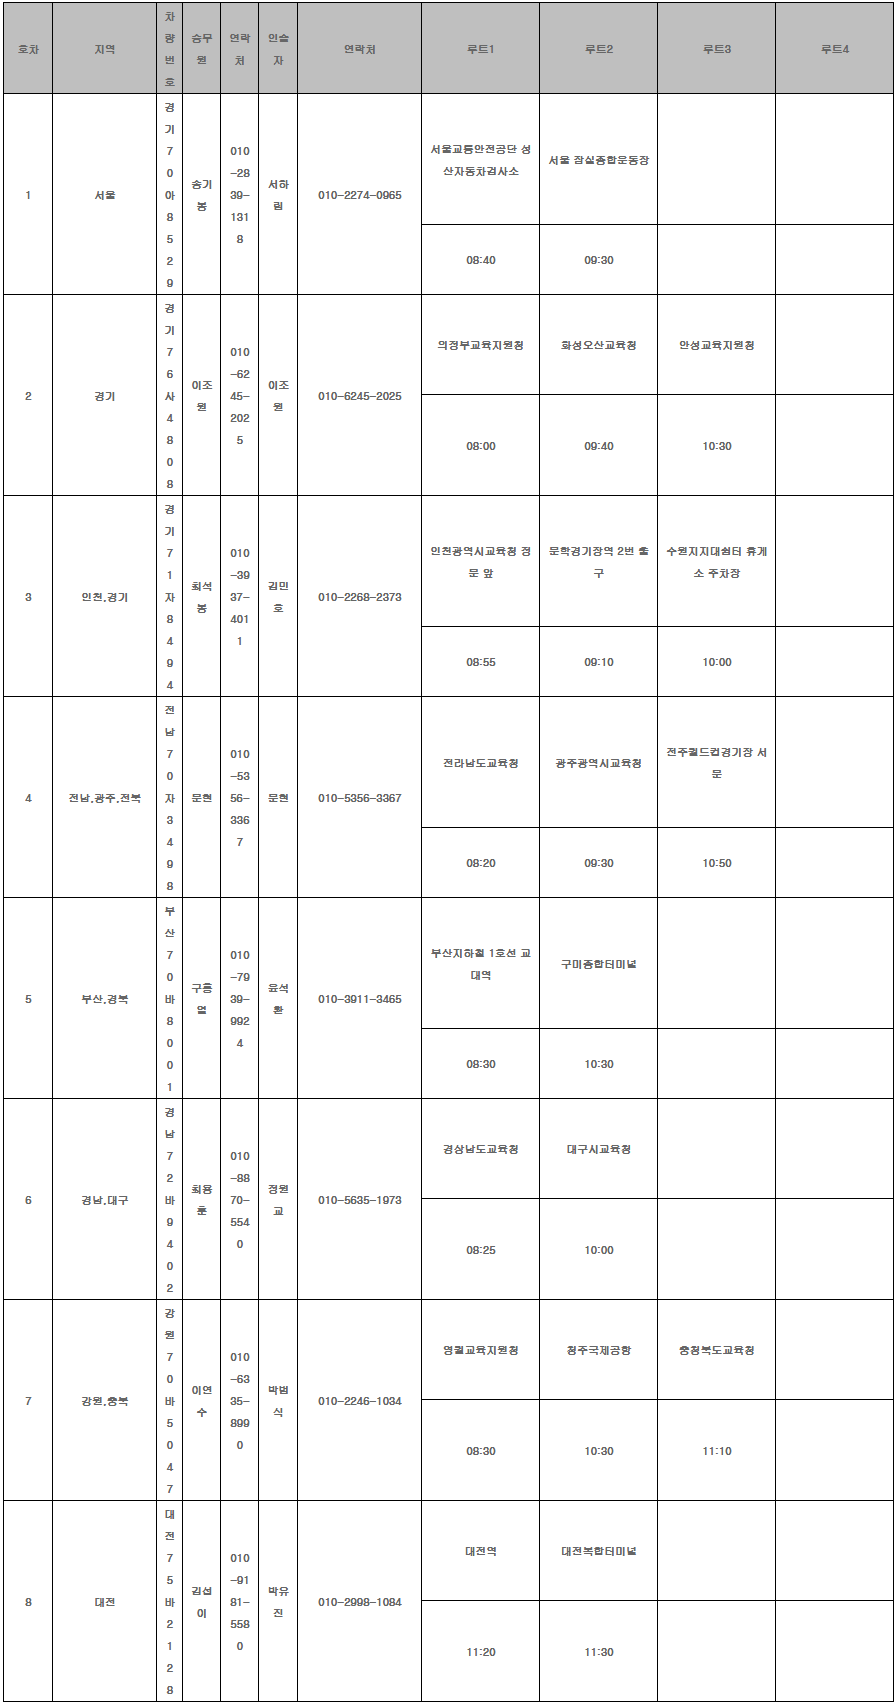 호차 지역 차량번호 승무원 연락처 인솔자 연락처 루트1 루트2 루트3 루트4
1 서울 경기70아8529 송기봉 010-2839-1318 서하림 010-2274-0965 서울교통안전공단 성산자동차검사소 서울 잠실종합운동장
08:40 09:30
2 경기 경기76사4808 이조원 010-6245-2025 이조원 010-6245-2025 의정부교육지원청 화성오산교육청 안성교육지원청
08:00 09:40 10:30
3 인천,경기 경기71자8494 최석봉 010-3937-4011 김민호 010-2268-2373 인천광역시교육청 정문 앞 문학경기장역 2번 출구 수원지지대쉼터 휴게소 주차장
08:55 09:10 10:00
4 전남,광주,전북 전남70자3498 문현 010-5356-3367 문현 010-5356-3367 전라남도교육청 광주광역시교육청 전주월드컵경기장 서문
08:20 09:30 10:50
5 부산,경북 부산70바8001 구흥열 010-7939-9924 윤석환 010-3911-3465 부산지하철 1호선 교대역 구미종합터미널
08:30 10:30
6 경남,대구 경남72바9402 최용훈 010-8870-5540 정원교 010-5635-1973 경상남도교육청 대구시교육청
08:25 10:00
7 강원,충북 강원70바5047 이연수 010-6335-8990 박범식 010-2246-1034 영월교육지원청 청주국제공항 충청북도교육청
08:30 10:30 11:10
8 대전 대전75바2128 김섭이 010-9181-5580 박유진 010-2998-1084 대전역 대전복합터미널
11:20 11:30